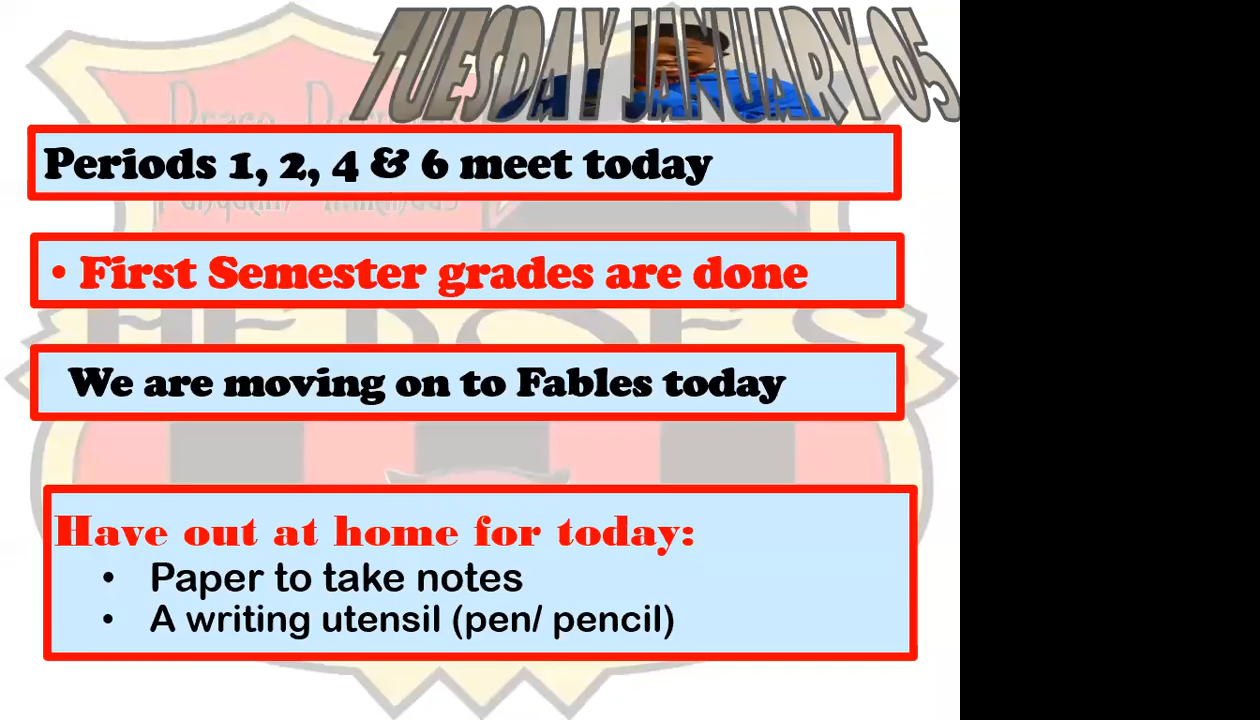 TUESDAY JANUARY 05
Periods 1, 2, 4 & 6 meet today
• First Semester grades are done
HEROES
We are moving on to Fables today
Have out at home for today:
• Paper to take notes
• A writing utensil (pen/ pencil)